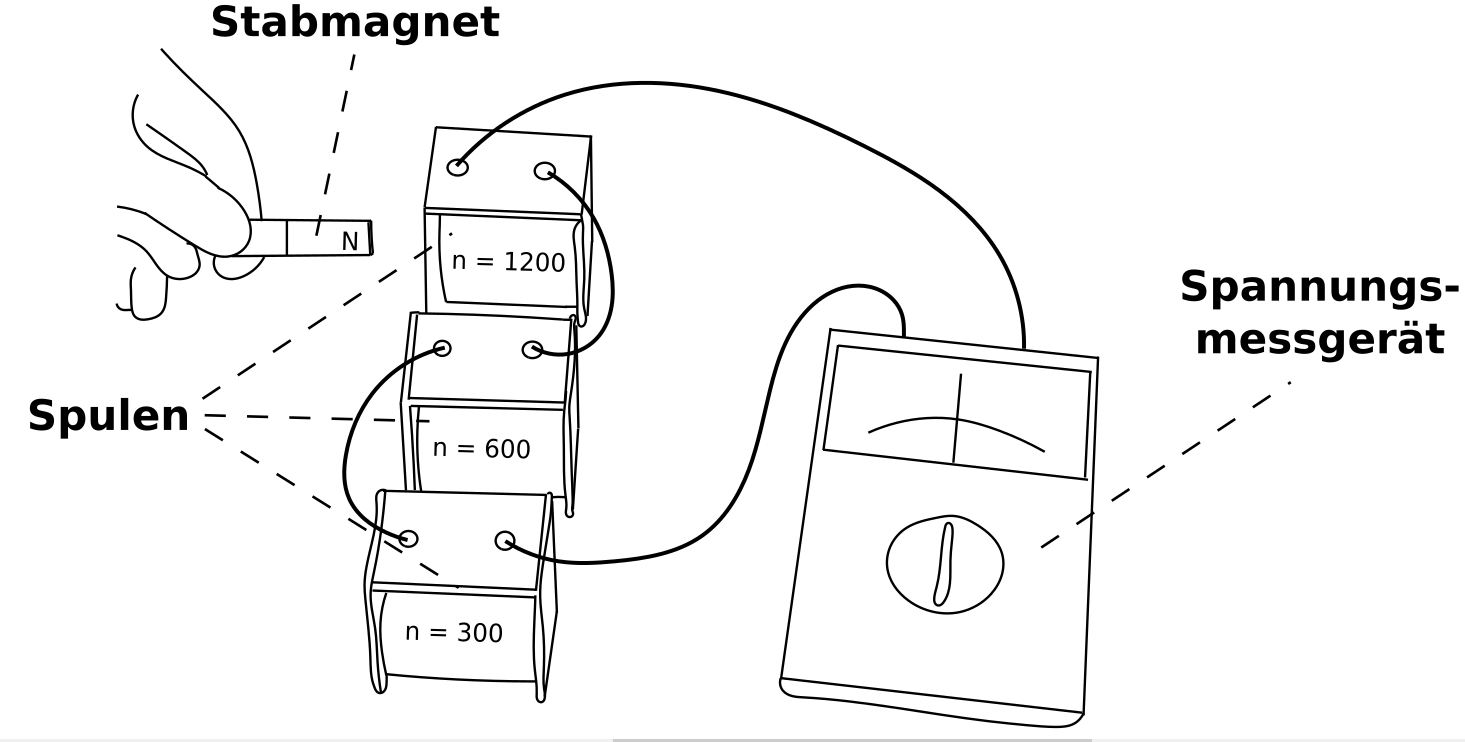 Stabmagnet
N
n = 1200
Spannungs-
messgerät
Spulen
n = 600
n = 300